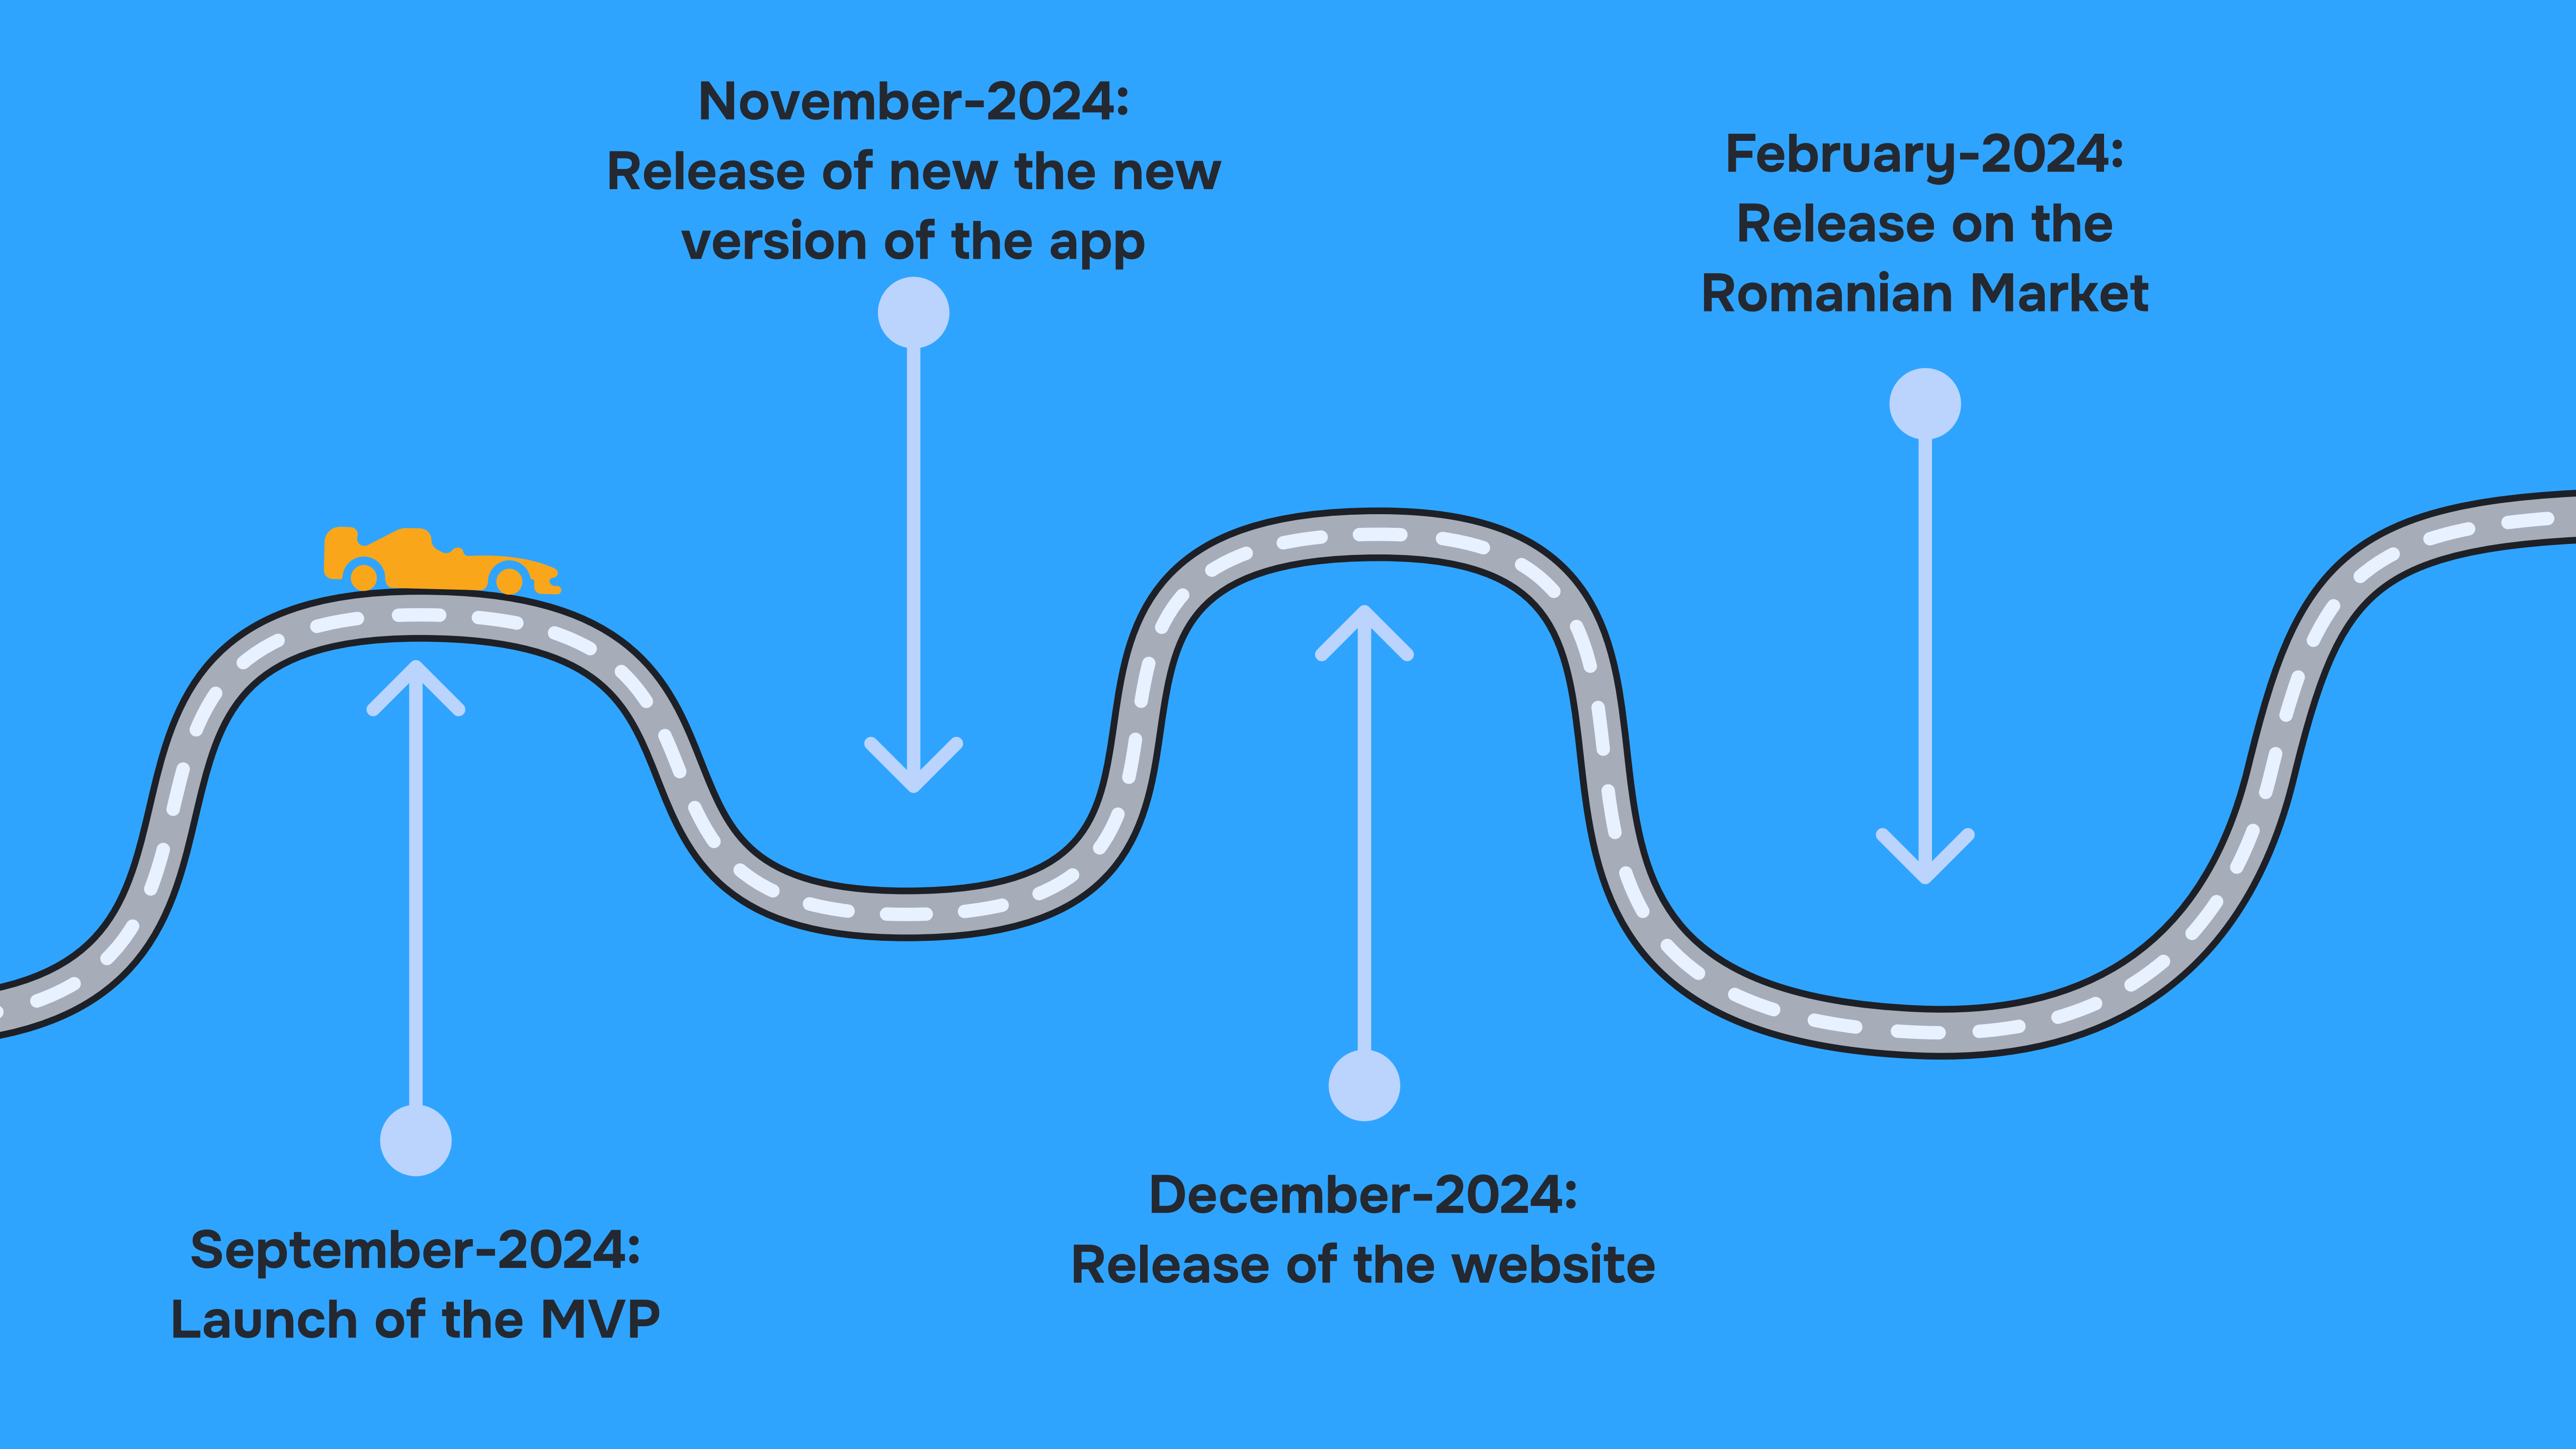 September-2024:
Launch of the MVP
November-2024:
Release of new the new
version of the app
December-2024:
Release of the website
February-2024:
Release on the
Romanian Market